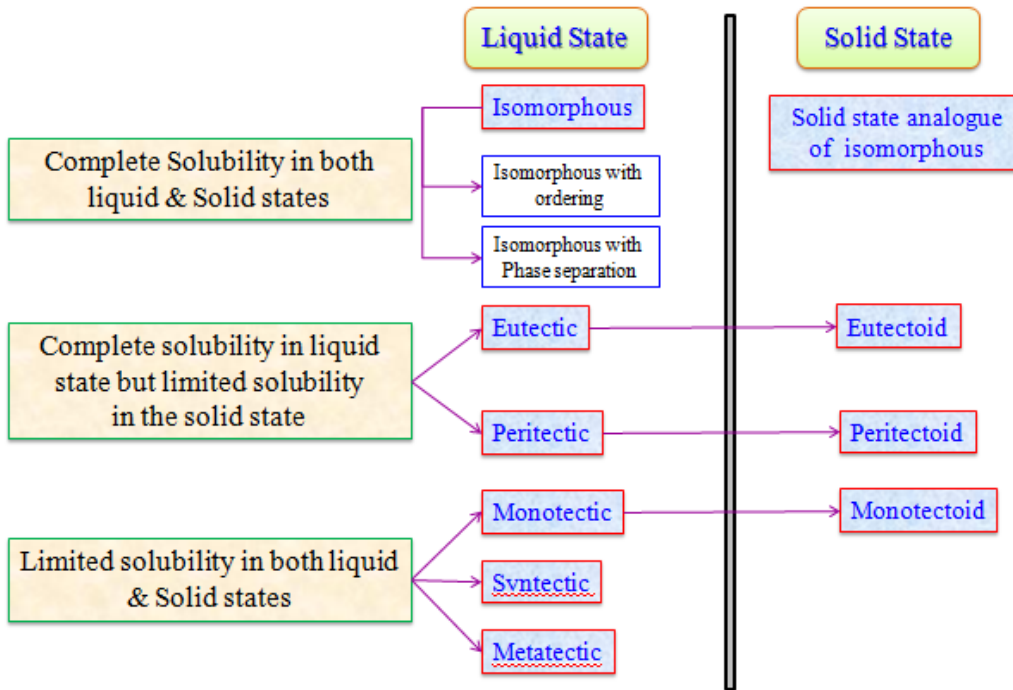 Liquid State
Solid State
Isomorphous
Solid state analogue
of isomorphous
Complete Solubility in both
liquid & Solid states
Isomorphous with
ordering
Isomorphous with
Phase separation
Complete solubility in liquid
state but limited solubility
in the solid state
Eutectic
Eutectoid
Peritectic
Peritectoid
Limited solubility in both liquid
& Solid states
Monotectic
Monotectoid
Syntectic
Metatectic